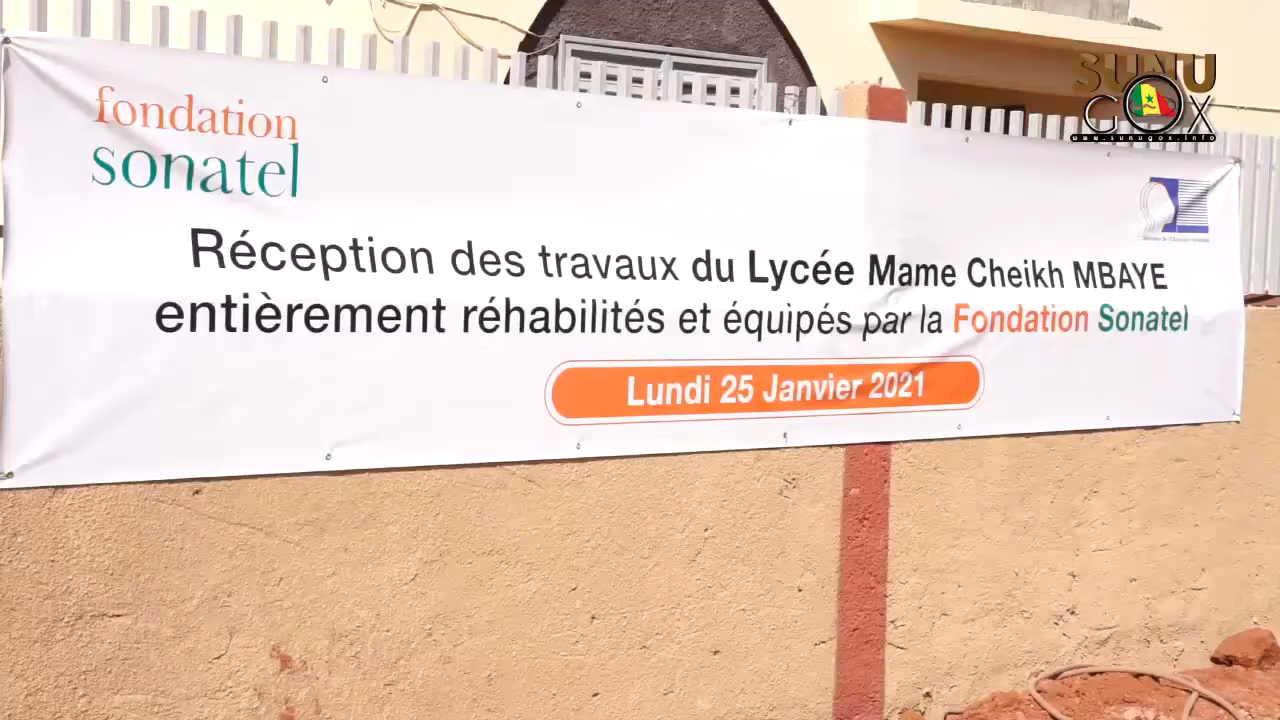 SUNU
GOX
www.sunugox.info
fondation
sonatel
Réception des travaux du Lycée Mame Cheikh MBAYE
entièrement réhabilités et équipés par la Fondation Sonatel
Lundi 25 Janvier 2021